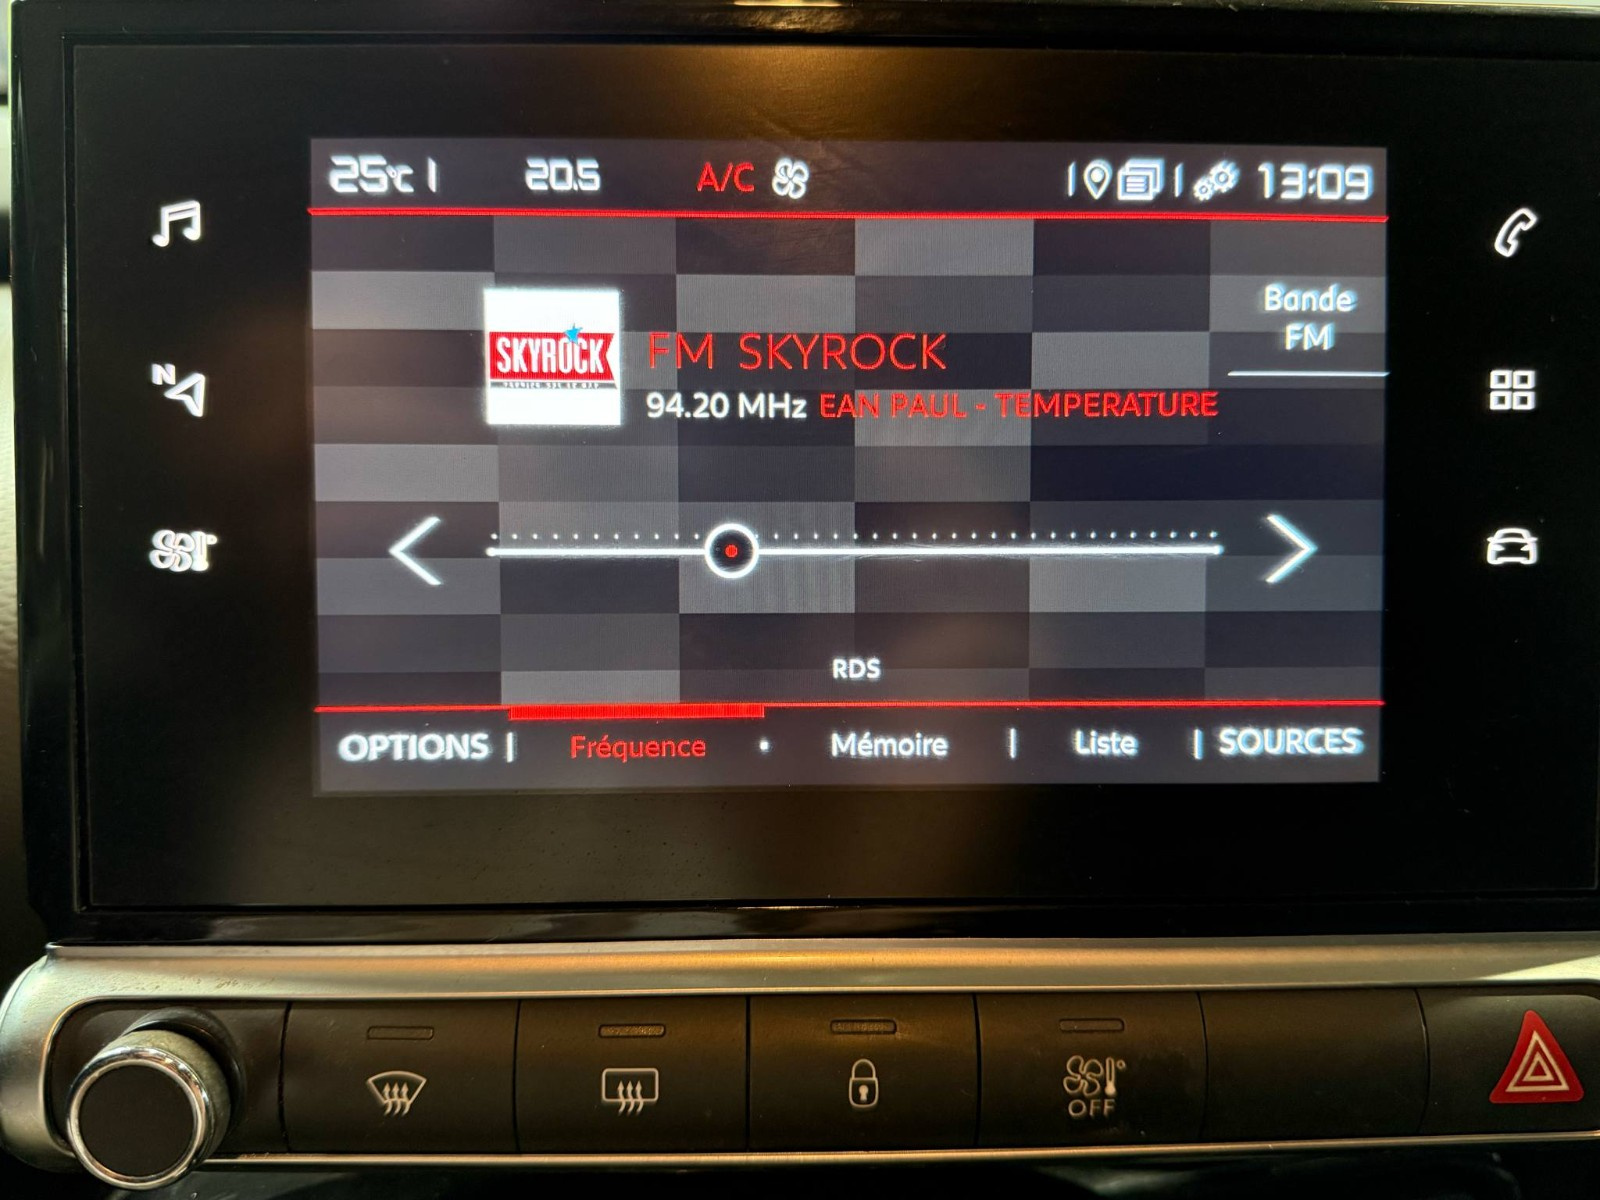 25°C 20.5 A/C 13:09
N
Bande
FM
SKYROCK
FM SKYROCK
94.20 MHz EAN PAUL - TEMPERATURE
RDS
OPTIONS Fréquence Mémoire Liste SOURCES
OFF